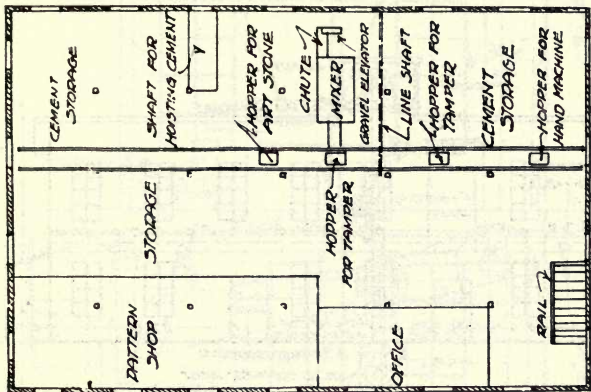 CEMENT
STORAGE
SHAFT FOR
HOISTING CEMENT
HOPPER FOR
ART STONE
CHUTE
MIXER
GRAVEL ELEVATOR
LINE SHAFT
HOPPER FOR
TAMPER
CEMENT
STORAGE
HOPPER FOR
HAND MACHINE
STORAGE
HOPPER
FOR TAMPER
PATTERN
SHOP
OFFICE
RAIL